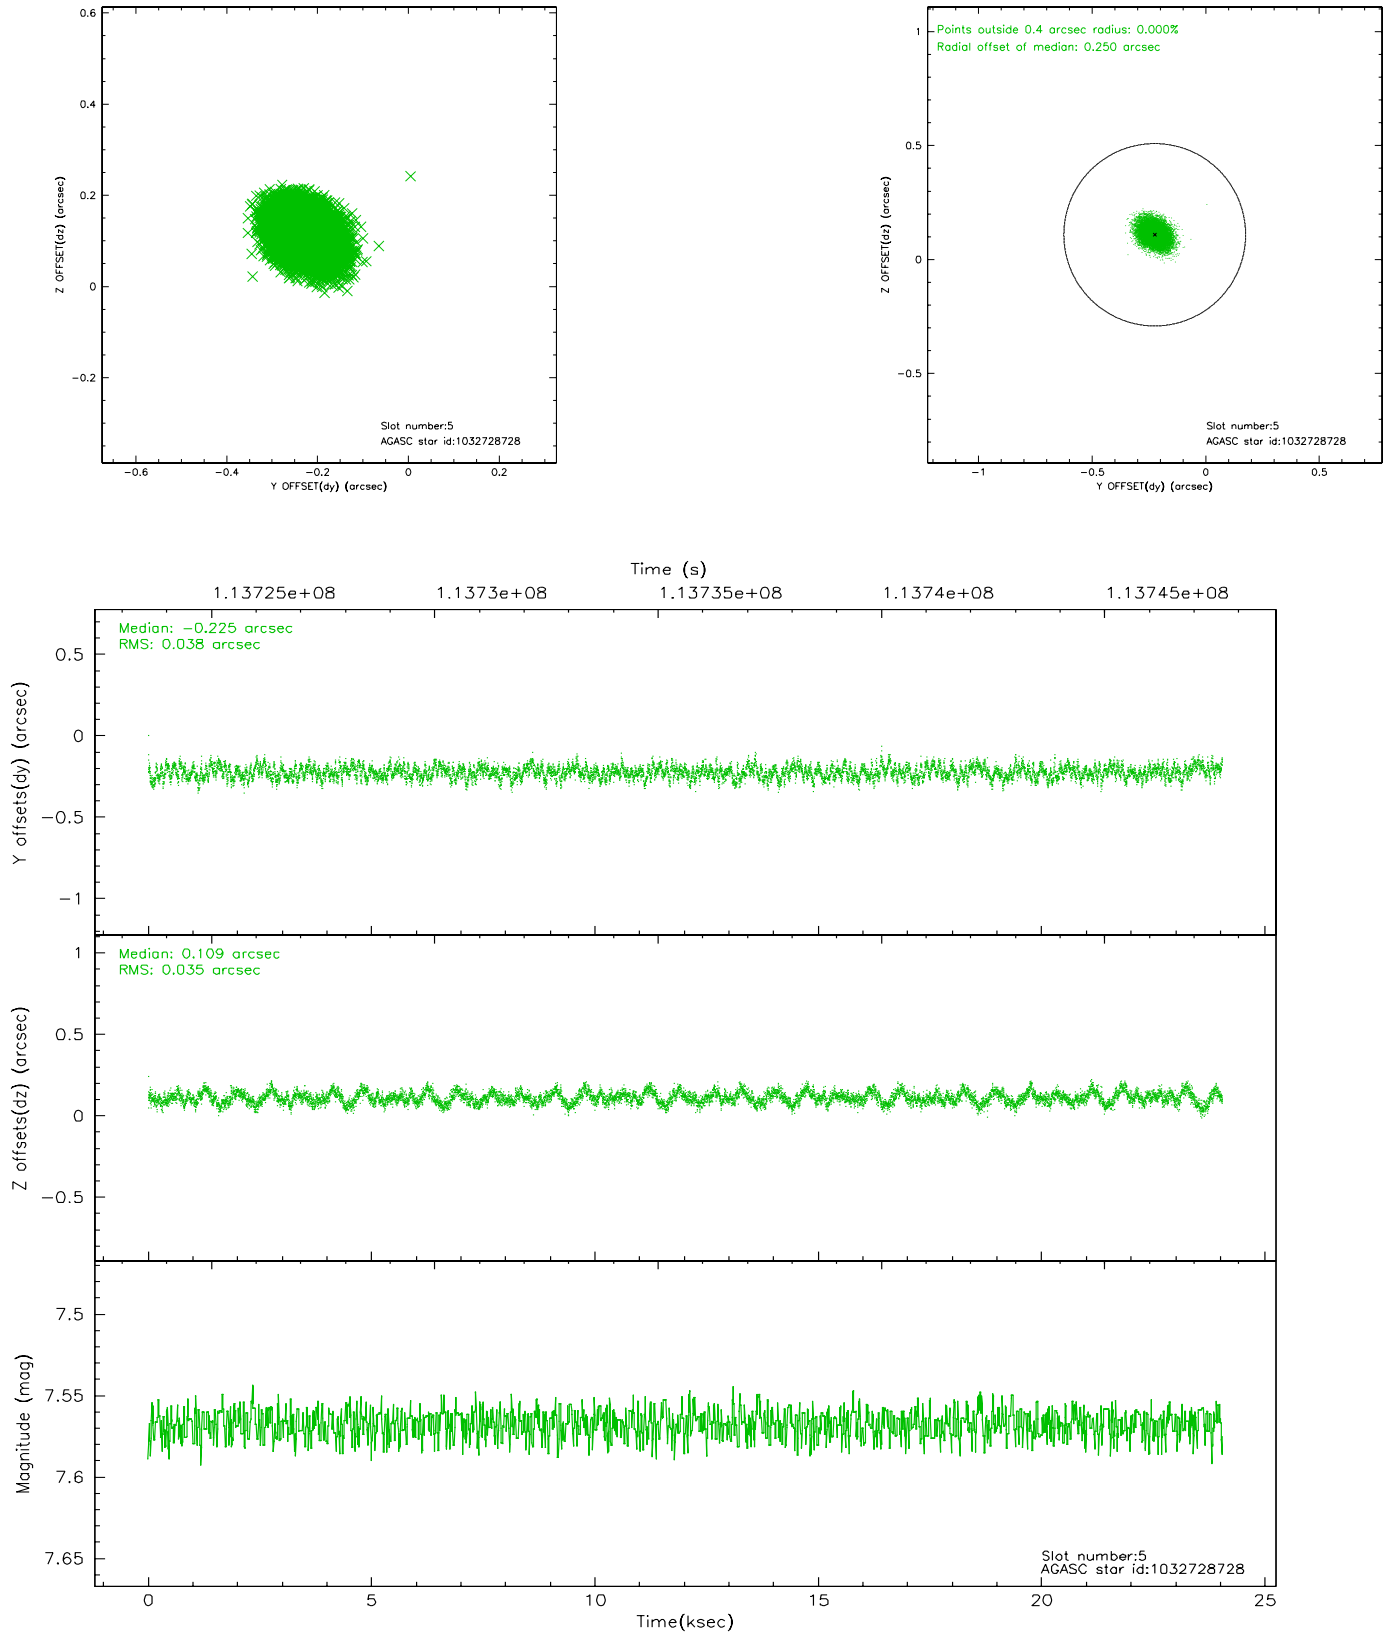 0.6
0.4
0.2
0
−0.2
Z OFFSET(dz) (arcsec)
Slot number:5
AGASC star id:1032728728
−0.6 −0.4 −0.2 0 0.2
Y OFFSET(dy) (arcsec)
Points outside 0.4 arcsec radius: 0.000%
Radial offset of median: 0.250 arcsec
1
0.5
0
−0.5
Z OFFSET(dz) (arcsec)
Slot number:5
AGASC star id:1032728728
−1 −0.5 0 0.5
Y OFFSET(dy) (arcsec)
Time (s)
1.13725e+08 1.1373e+08 1.13735e+08 1.1374e+08 1.13745e+08
Median: −0.225 arcsec
RMS: 0.038 arcsec
0.5
0
−0.5
−1
Y offsets(dy) (arcsec)
Median: 0.109 arcsec
RMS: 0.035 arcsec
1
0.5
0
−0.5
Z offsets(dz) (arcsec)
7.5
7.55
7.6
7.65
Magnitude (mag)
Slot number:5
AGASC star id:1032728728
0 5 10 15 20 25
Time(ksec)